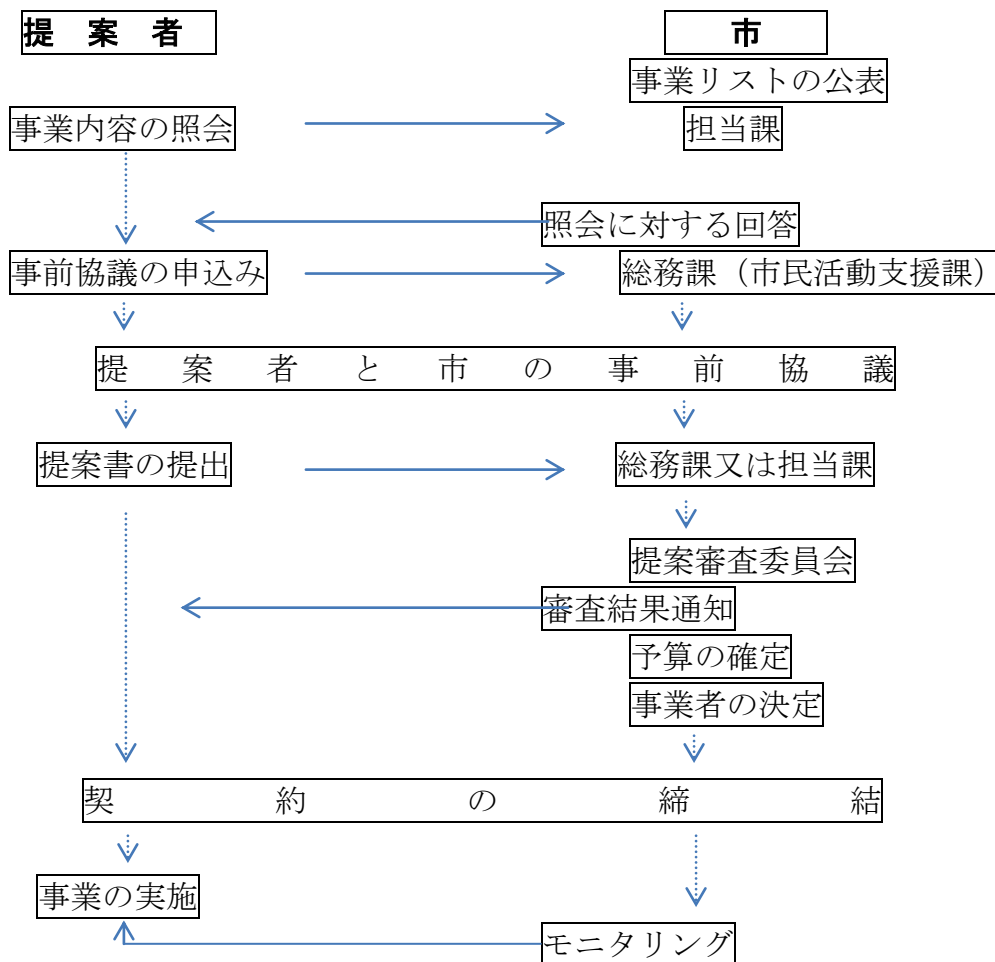 提 案 者
市
事業リストの公表
事業内容の照会
担当課
照会に対する回答
事前協議の申込み
総務課（市民活動支援課）
提 案 者 と 市 の 事 前 協 議
提案書の提出
総務課又は担当課
提案審査委員会
審査結果通知
予算の確定
事業者の決定
契 約 の 締 結
事業の実施
モニタリング